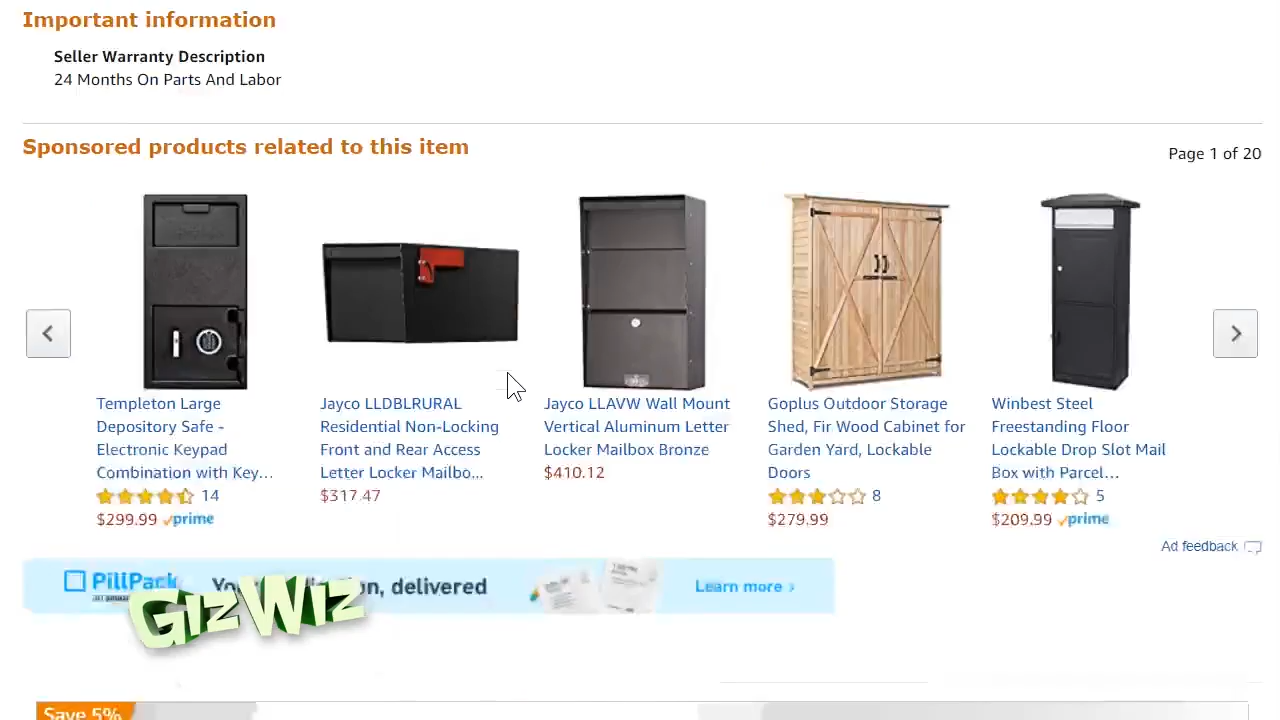 Important information
Seller Warranty Description
24 Months On Parts And Labor
Sponsored products related to this item
Page 1 of 20
Templeton Large
Depository Safe -
Electronic Keypad
Combination with Key…
14
$299.99 prime
Jayco LLDBLRURAL
Residential Non-Locking
Front and Rear Access
Letter Locker Mailbo…
$317.47
Jayco LLAVW Wall Mount
Vertical Aluminum Letter
Locker Mailbox Bronze
$410.12
Goplus Outdoor Storage
Shed, Fir Wood Cabinet for
Garden Yard, Lockable
Doors
8
$279.99
Winbest Steel
Freestanding Floor
Lockable Drop Slot Mail
Box with Parcel…
5
$209.99 prime
Ad feedback
PillPack
delivered
Learn more ›
GizWiz
Save 5%